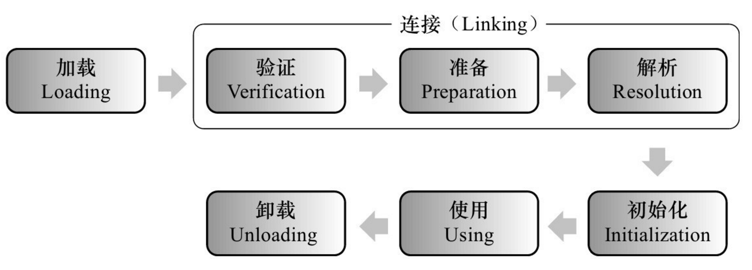 连接（Linking）
加载
Loading
验证
Verification
准备
Preparation
解析
Resolution
初始化
Initialization
使用
Using
卸载
Unloading